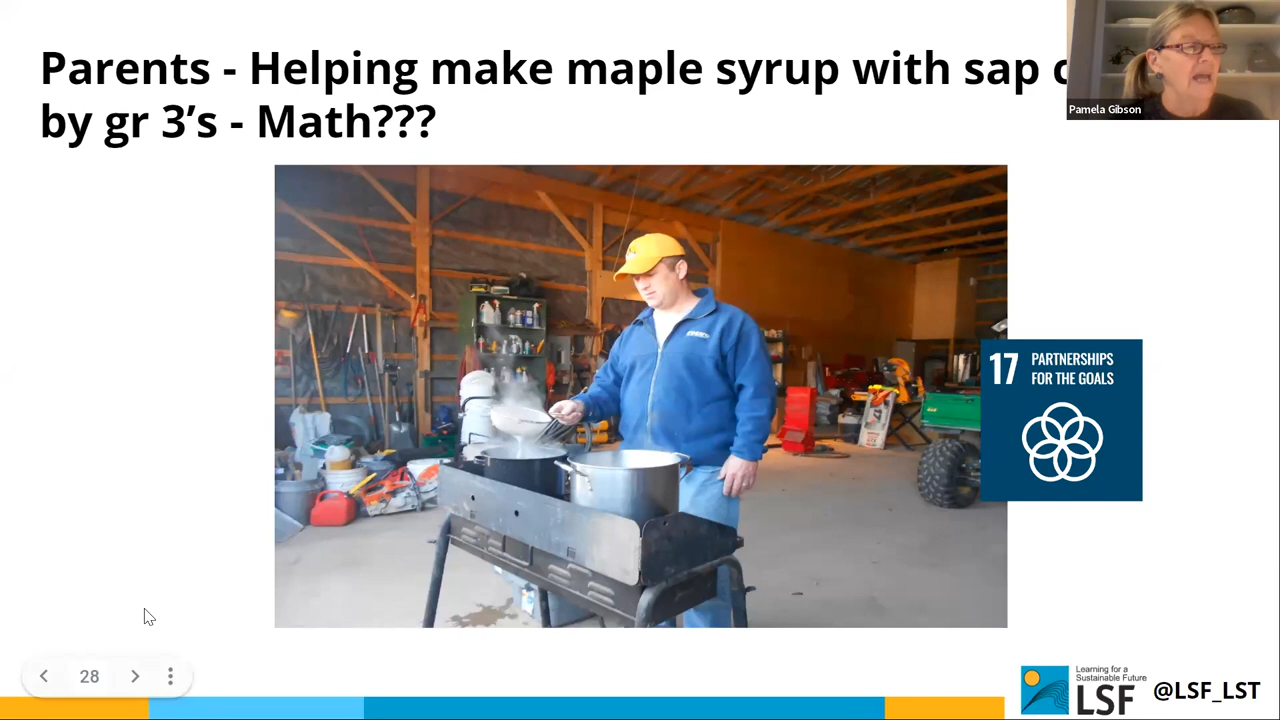 Parents - Helping make maple syrup with sap
by gr 3's - Math???
Pamela Gibson
17 PARTNERSHIPS
FOR THE GOALS
28
Learning for a
Sustainable Future
LSF
@LSF_LST